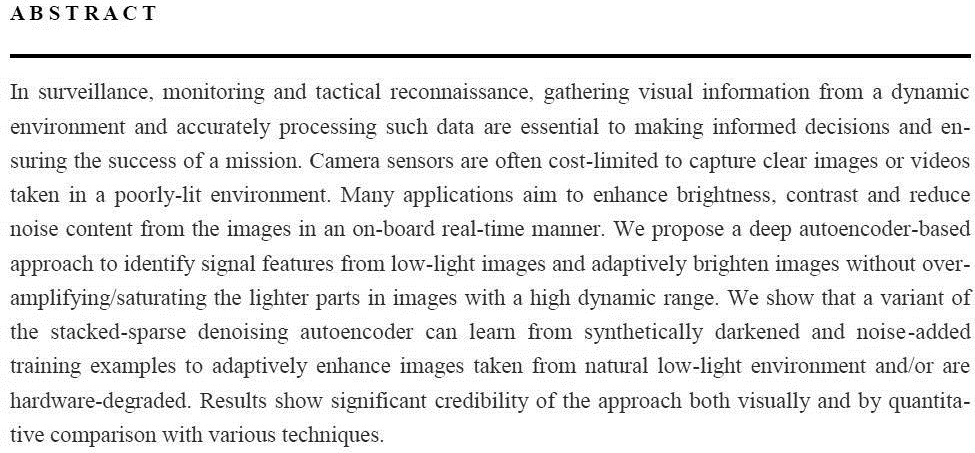 ABSTRACT
In surveillance, monitoring and tactical reconnaissance, gathering visual information from a dynamic
environment and accurately processing such data are essential to making informed decisions and en-
suring the success of a mission. Camera sensors are often cost-limited to capture clear images or videos
taken in a poorly-lit environment. Many applications aim to enhance brightness, contrast and reduce
noise content from the images in an on-board real-time manner. We propose a deep autoencoder-based
approach to identify signal features from low-light images and adaptively brighten images without over-
amplifying/saturating the lighter parts in images with a high dynamic range. We show that a variant of
the stacked-sparse denoising autoencoder can learn from synthetically darkened and noise-added
training examples to adaptively enhance images taken from natural low-light environment and/or are
hardware-degraded. Results show significant credibility of the approach both visually and by quantita-
tive comparison with various techniques.